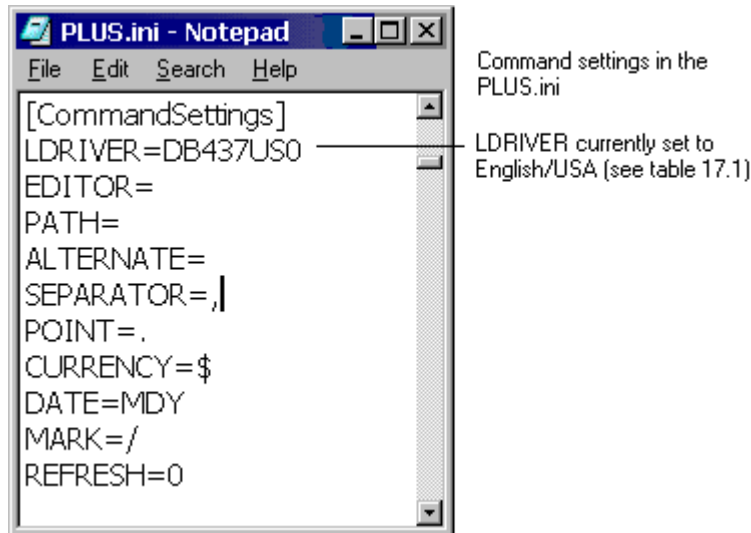 PLUS.ini - Notepad
File Edit Search Help
[CommandSettings]
LDRIVER=DB437US0
EDITOR=
PATH=
ALTERNATE=
SEPARATOR=,
POINT=.
CURRENCY=$
DATE=MDY
MARK=/
REFRESH=0
Command settings in the
PLUS.ini
LDRIVER currently set to
English/USA (see table 17.1)